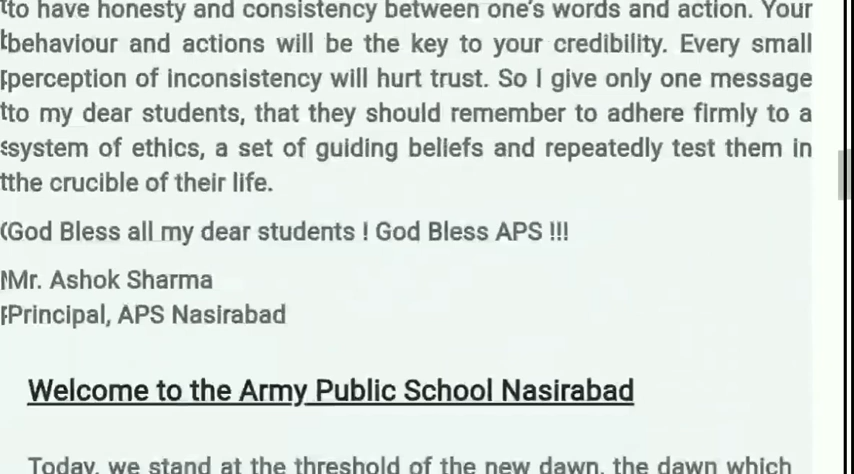 to have honesty and consistency between one's words and action. Your
behaviour and actions will be the key to your credibility. Every small
perception of inconsistency will hurt trust. So I give only one message
to my dear students, that they should remember to adhere firmly to a
system of ethics, a set of guiding beliefs and repeatedly test them in
the crucible of their life.
God Bless all my dear students ! God Bless APS !!!
Mr. Ashok Sharma
Principal, APS Nasirabad
Welcome to the Army Public School Nasirabad
Today, we stand at the threshold of the new dawn, the dawn which